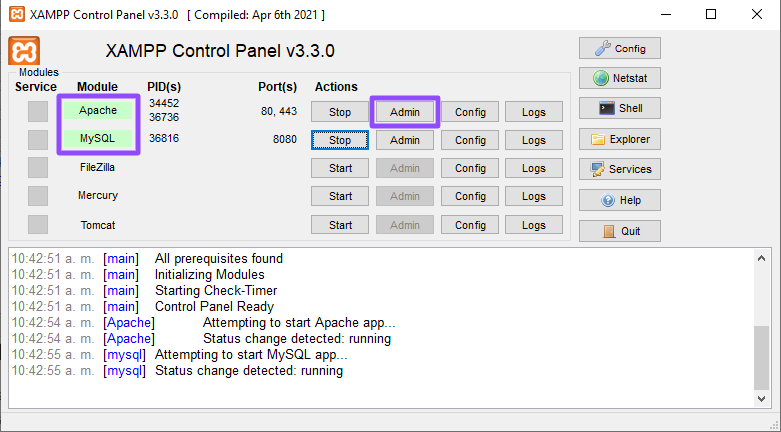 XAMPP Control Panel v3.3.0 [ Compiled: Apr 6th 2021 ]
XAMPP Control Panel v3.3.0
Config
Modules
Service Module PID(s) Port(s) Actions
Netstat
Apache 34452 36736 80, 443 Stop Admin Config Logs
Shell
MySQL 36816 8080 Stop Admin Config Logs
Explorer
FileZilla Start Admin Config Logs
Services
Mercury Start Admin Config Logs
Help
Tomcat Start Admin Config Logs
Quit
10:42:51 a. m. [main] All prerequisites found
10:42:51 a. m. [main] Initializing Modules
10:42:51 a. m. [main] Starting Check-Timer
10:42:51 a. m. [main] Control Panel Ready
10:42:54 a. m. [Apache] Attempting to start Apache app...
10:42:54 a. m. [Apache] Status change detected: running
10:42:55 a. m. [mysql] Attempting to start MySQL app...
10:42:55 a. m. [mysql] Status change detected: running